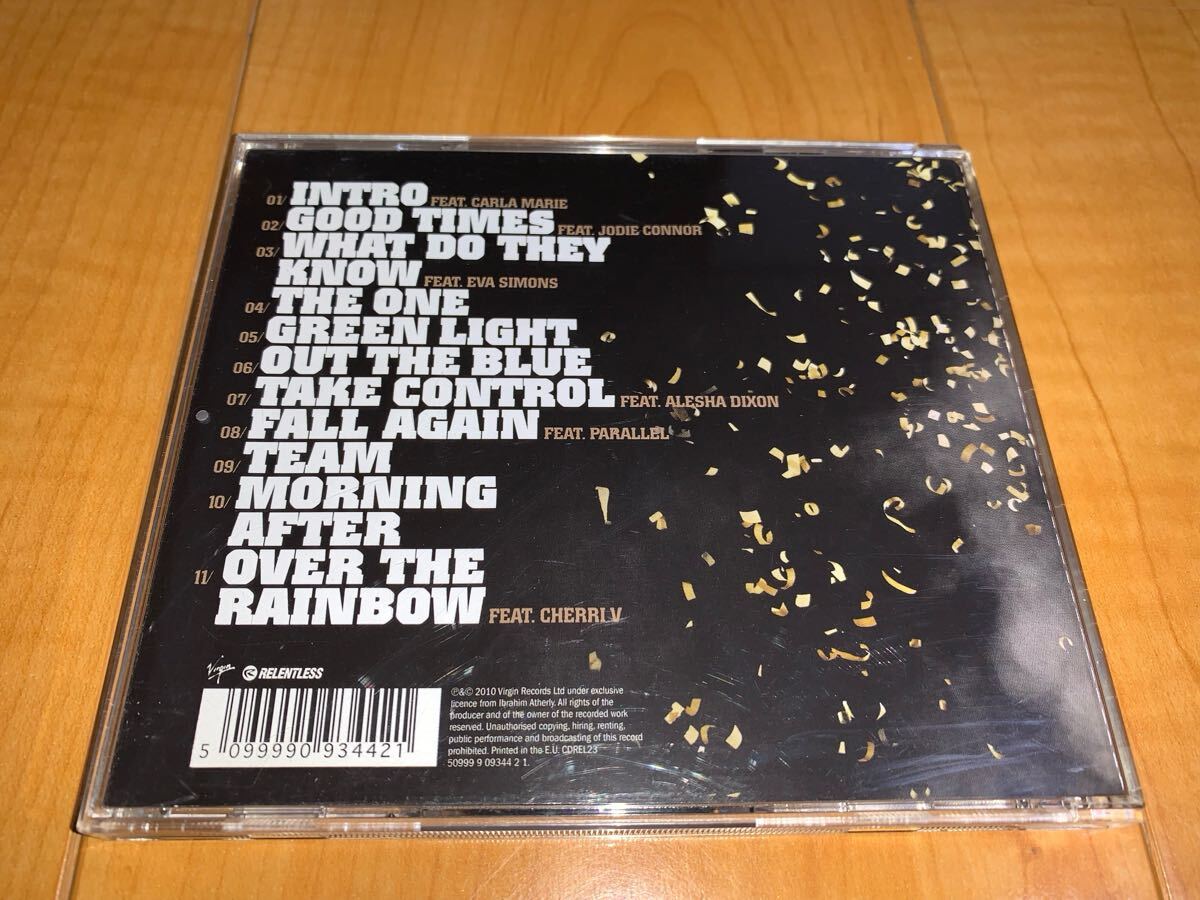 01/ INTRO FEAT. CARLA MARIE
02/ GOOD TIMES FEAT. JODIE CONNOR
03/ WHAT DO THEY
KNOW FEAT. EVA SIMONS
04/ THE ONE
05/ GREEN LIGHT
06/ OUT THE BLUE
07/ TAKE CONTROL FEAT. ALESHA DIXON
08/ FALL AGAIN FEAT. PARALLEL
09/ TEAM
10/ MORNING
AFTER
11/ OVER THE
RAINBOW FEAT. CHERRI V
Virgin RELENTLESS
5 099990 934421
℗&© 2010 Virgin Records Ltd under exclusive
licence from Ibrahim Atherly. All rights of the
producer and of the owner of the recorded work
reserved. Unauthorised copying, hiring, renting,
public performance and broadcasting of this record
prohibited. Printed in the E.U. CDREL23
50999 9 09344 2 1.